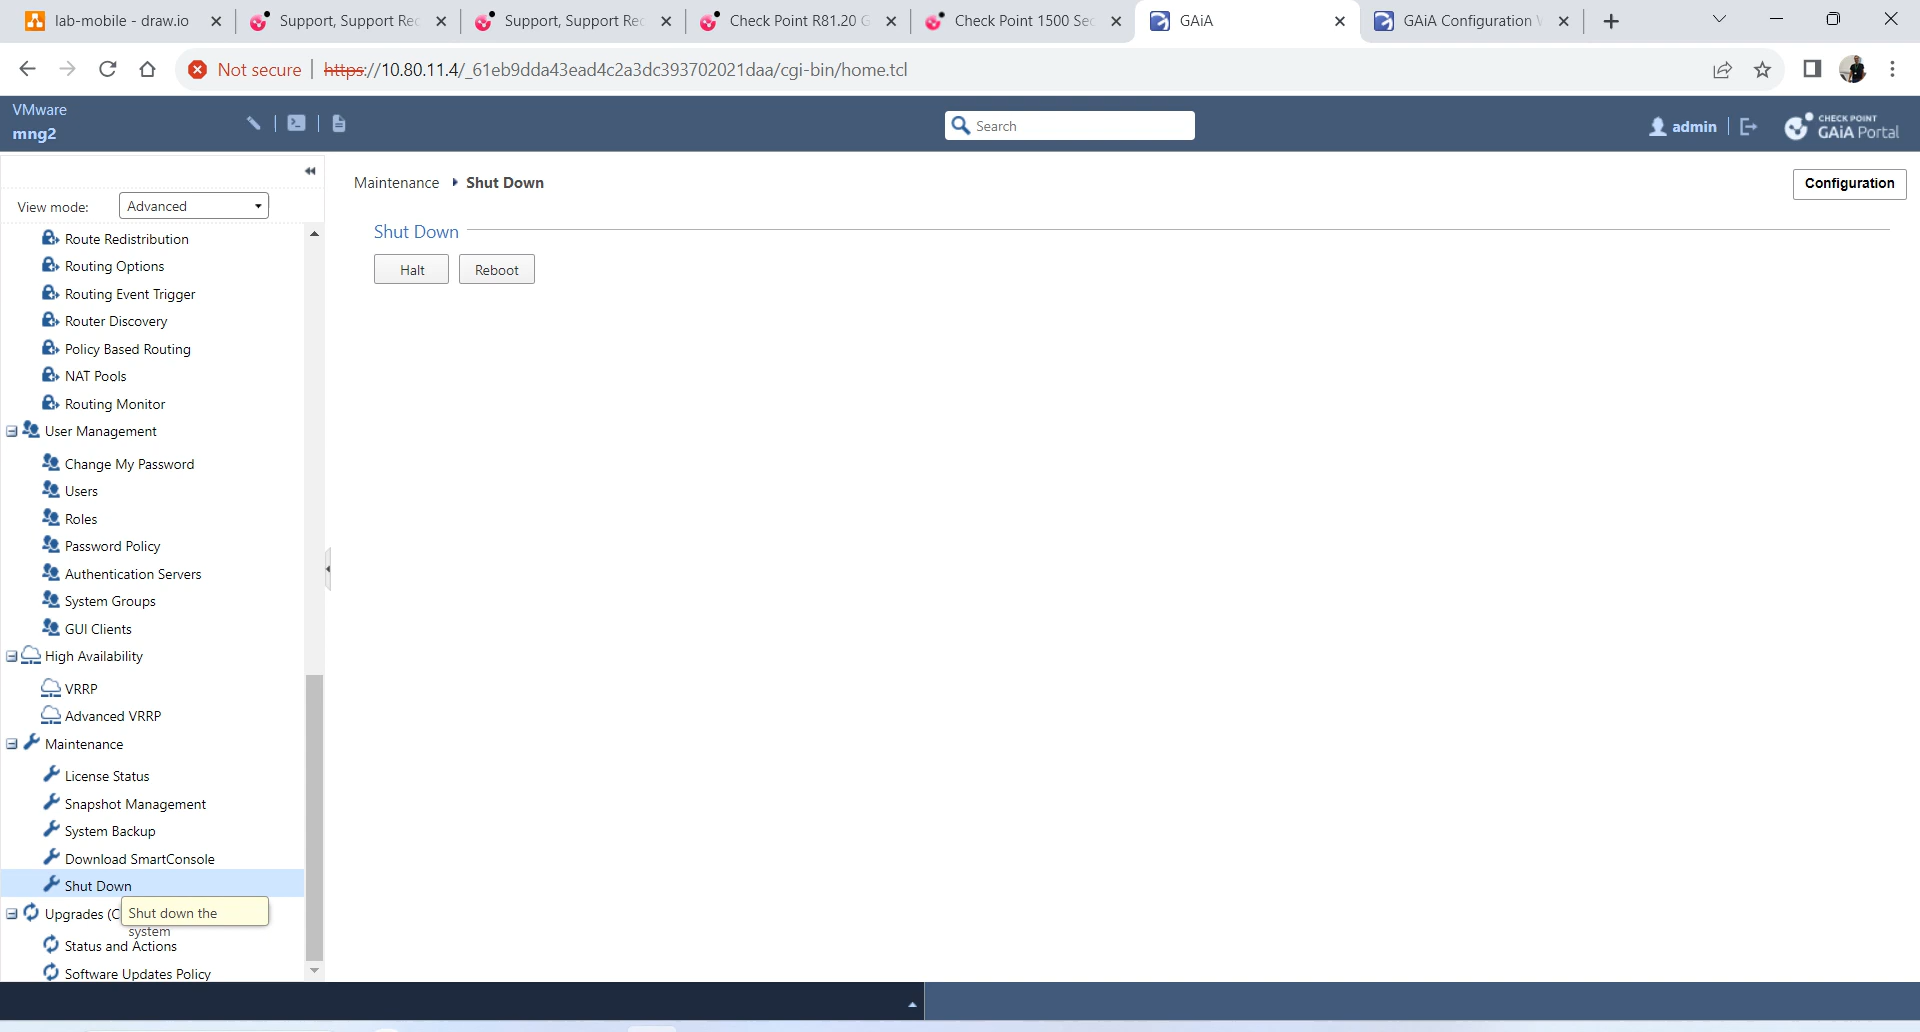 lab-mobile - draw.io
Support, Support Rec
Support, Support Rec
Check Point R81.20 G
Check Point 1500 Sec
GAiA
GAiA Configuration
Not secure
https://10.80.11.4/_61eb9dda43ead4c2a3dc393702021daa/cgi-bin/home.tcl
VMware
mng2
Search
admin
CHECK POINT
GAiA Portal
View mode:
Advanced
Maintenance
Shut Down
Configuration
Shut Down
Halt
Reboot
Route Redistribution
Routing Options
Routing Event Trigger
Router Discovery
Policy Based Routing
NAT Pools
Routing Monitor
User Management
Change My Password
Users
Roles
Password Policy
Authentication Servers
System Groups
GUI Clients
High Availability
VRRP
Advanced VRRP
Maintenance
License Status
Snapshot Management
System Backup
Download SmartConsole
Shut Down
Upgrades (C
Shut down the
system
Status and Actions
Software Updates Policy